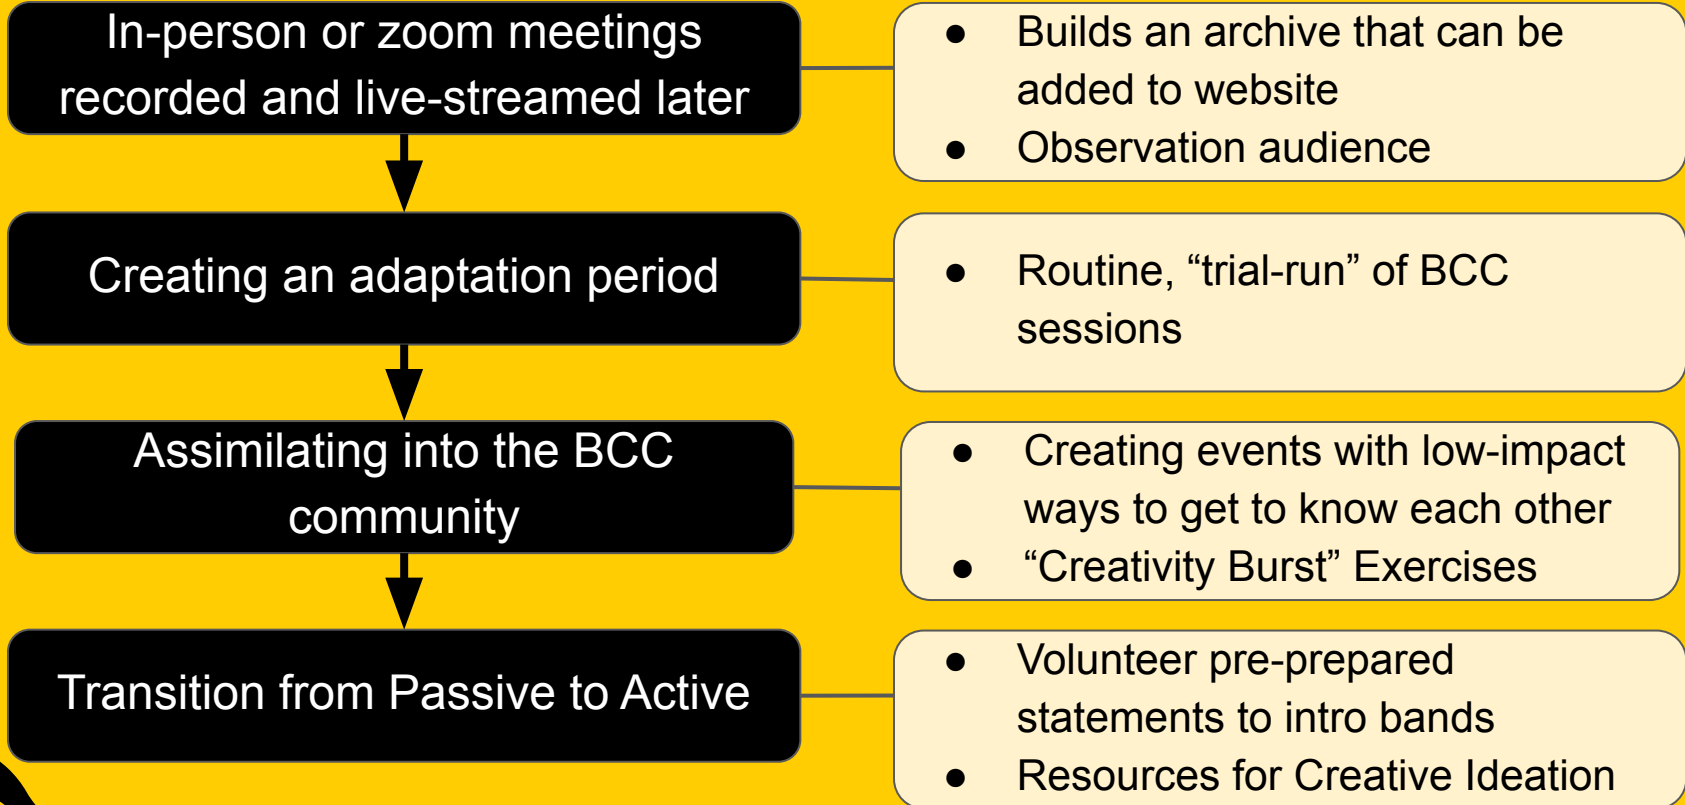 In-person or zoom meetings
recorded and live-streamed later
● Builds an archive that can be
added to website
● Observation audience
Creating an adaptation period
● Routine, “trial-run” of BCC
sessions
Assimilating into the BCC
community
● Creating events with low-impact
ways to get to know each other
● “Creativity Burst” Exercises
Transition from Passive to Active
● Volunteer pre-prepared
statements to intro bands
● Resources for Creative Ideation